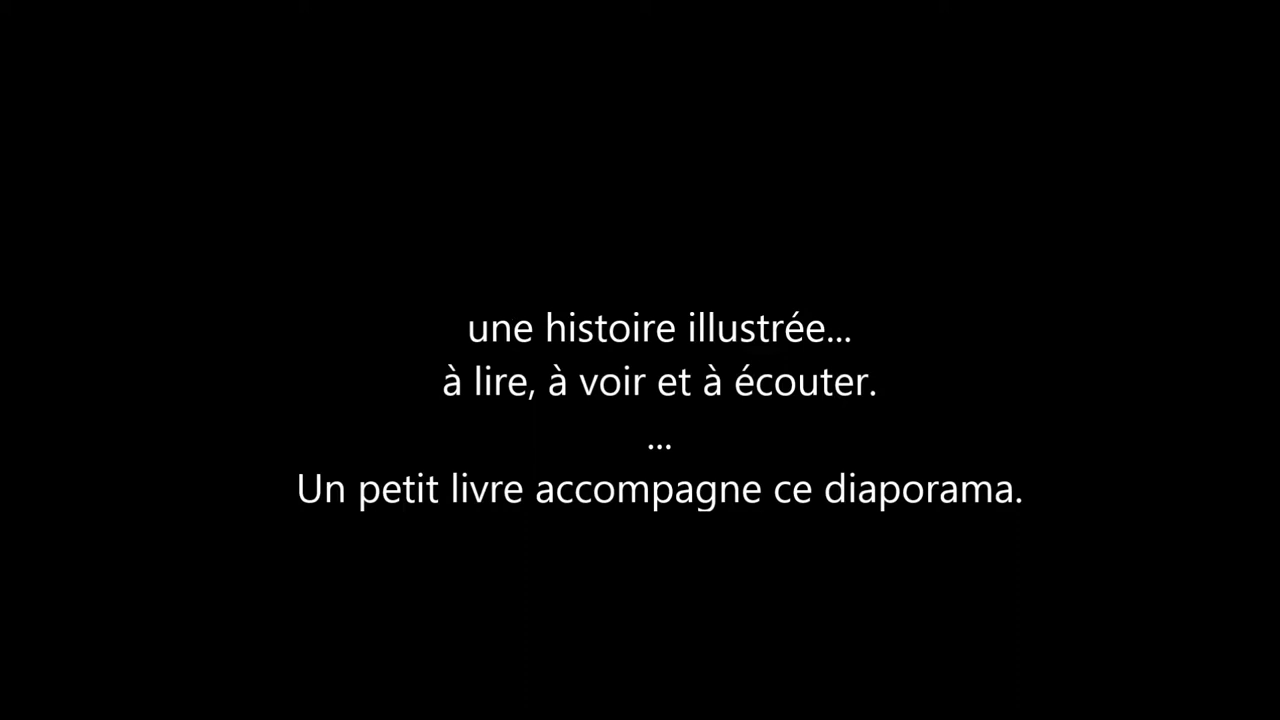 une histoire illustrée...
à lire, à voir et à écouter.
...
Un petit livre accompagne ce diaporama.